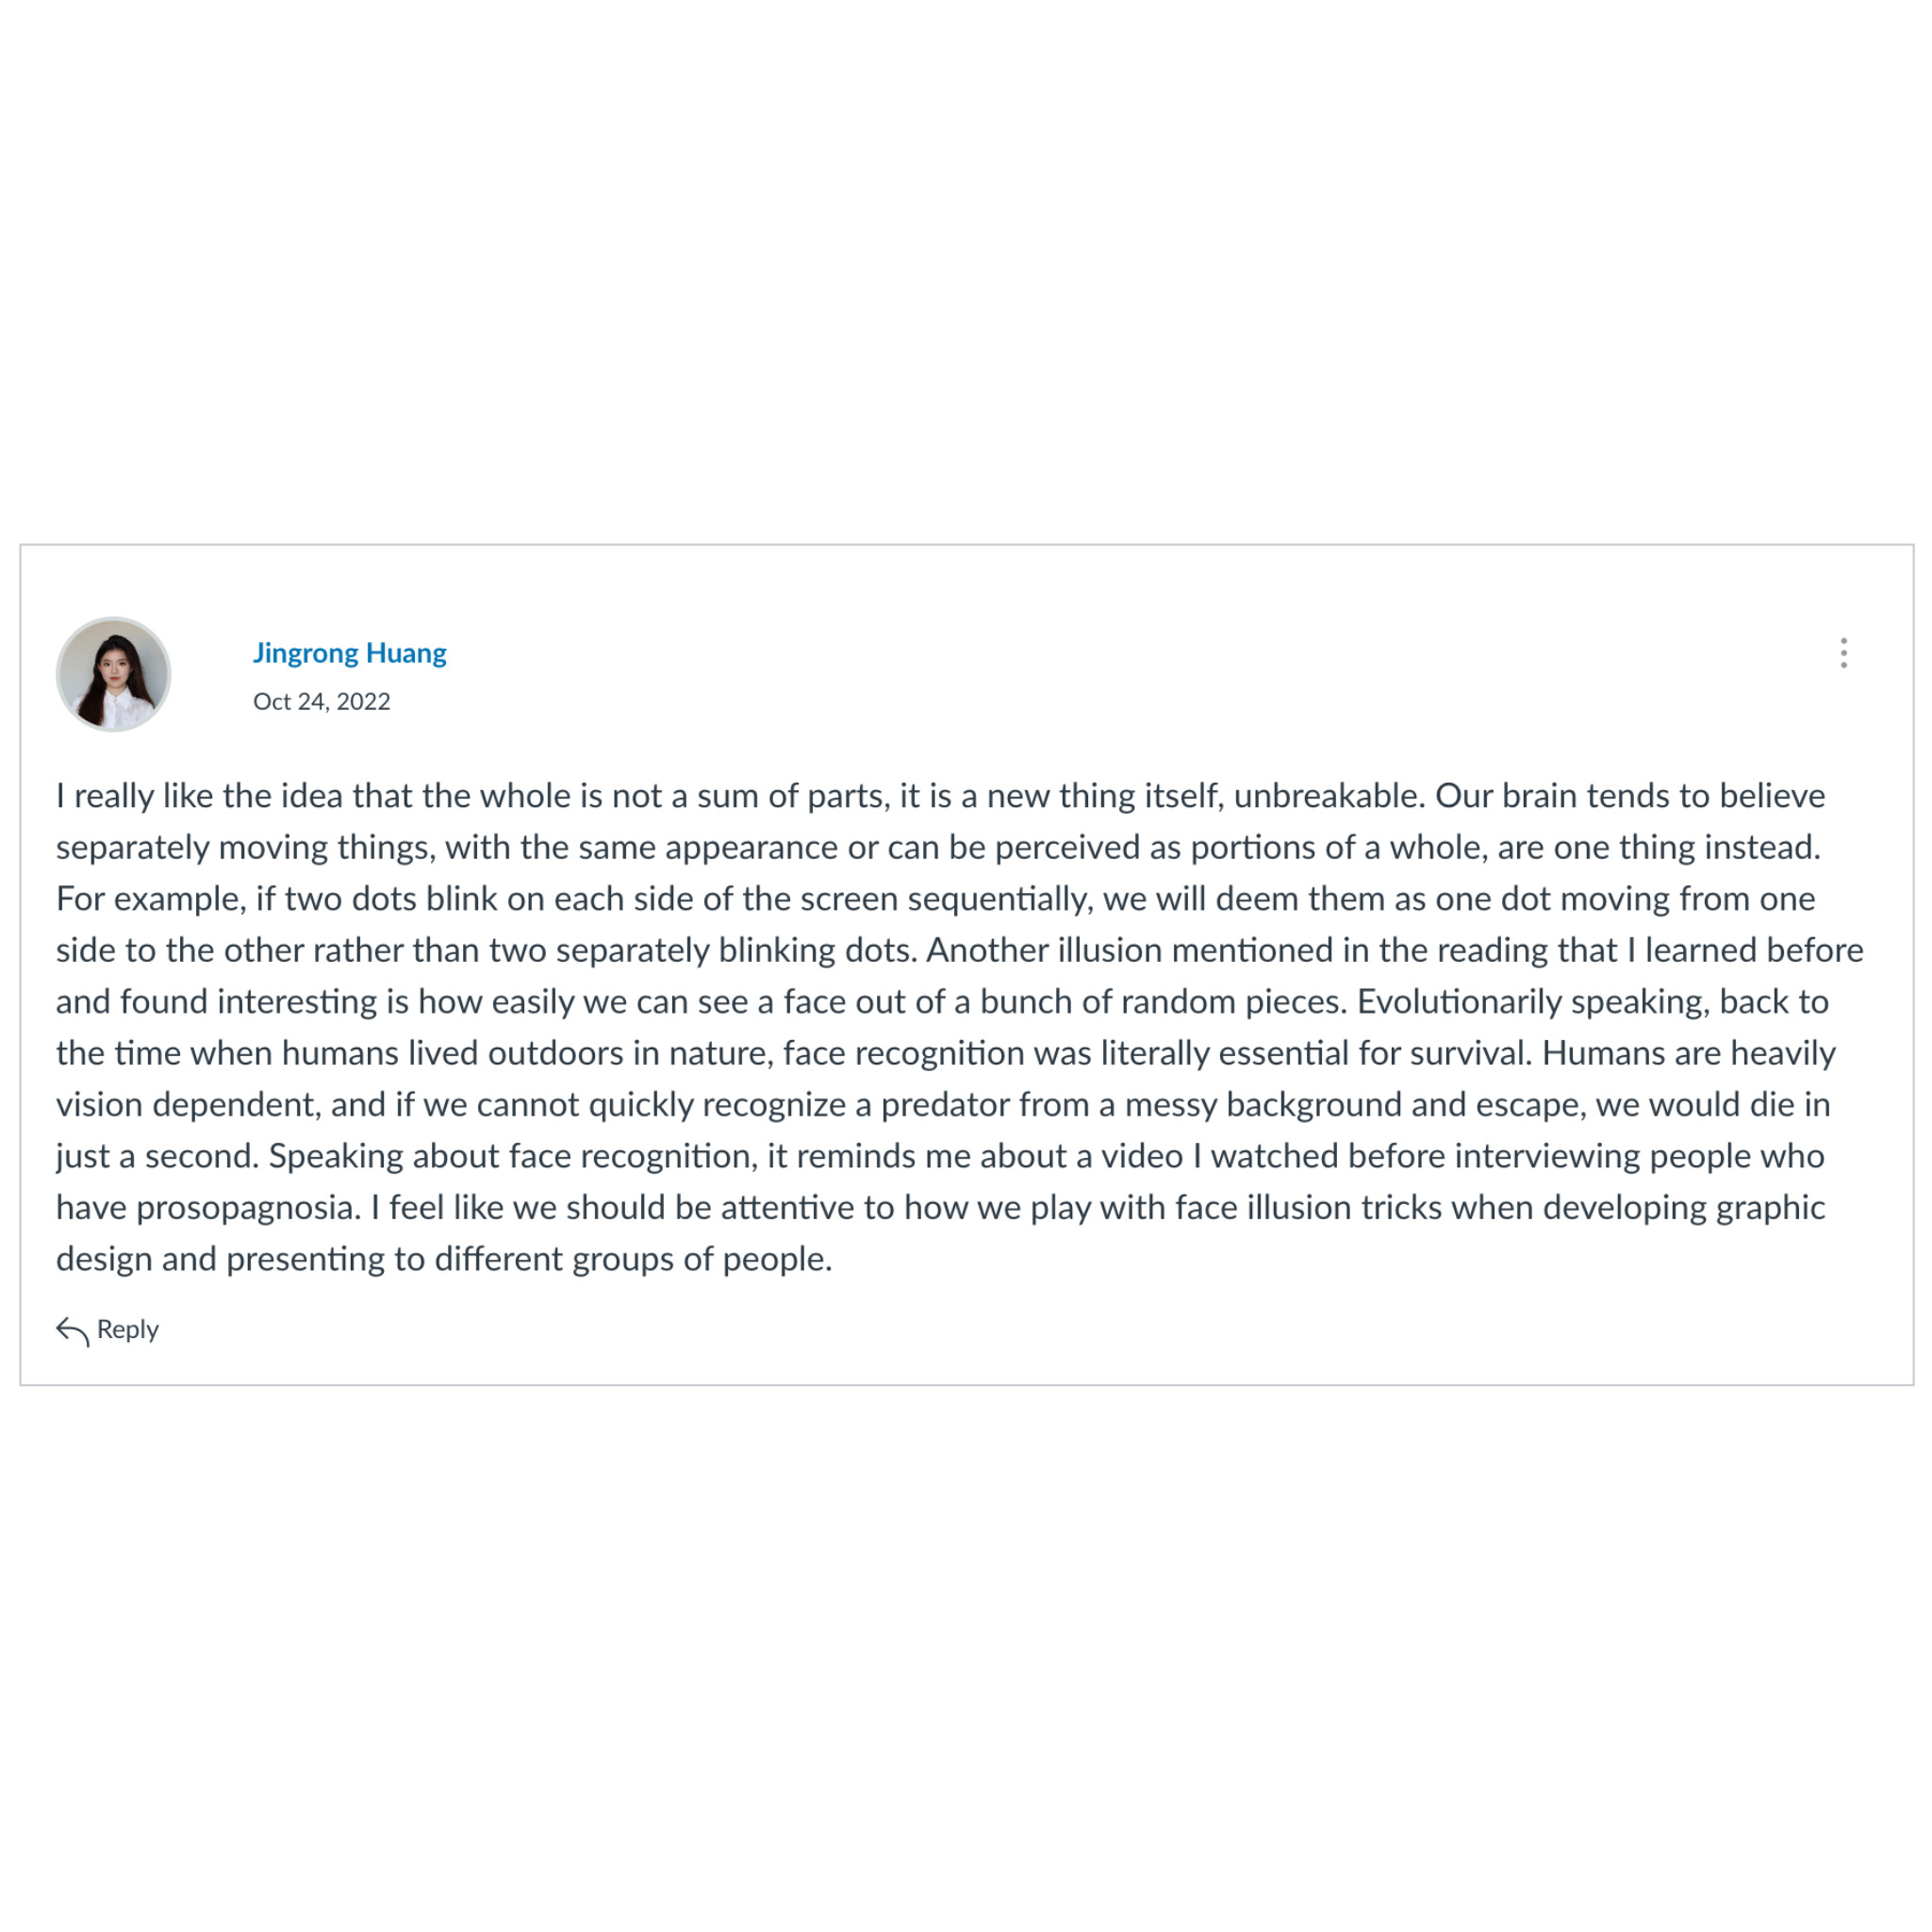 Jingrong Huang
Oct 24, 2022
I really like the idea that the whole is not a sum of parts, it is a new thing itself, unbreakable. Our brain tends to believe
separately moving things, with the same appearance or can be perceived as portions of a whole, are one thing instead.
For example, if two dots blink on each side of the screen sequentially, we will deem them as one dot moving from one
side to the other rather than two separately blinking dots. Another illusion mentioned in the reading that I learned before
and found interesting is how easily we can see a face out of a bunch of random pieces. Evolutionarily speaking, back to
the time when humans lived outdoors in nature, face recognition was literally essential for survival. Humans are heavily
vision dependent, and if we cannot quickly recognize a predator from a messy background and escape, we would die in
just a second. Speaking about face recognition, it reminds me about a video I watched before interviewing people who
have prosopagnosia. I feel like we should be attentive to how we play with face illusion tricks when developing graphic
design and presenting to different groups of people.
Reply